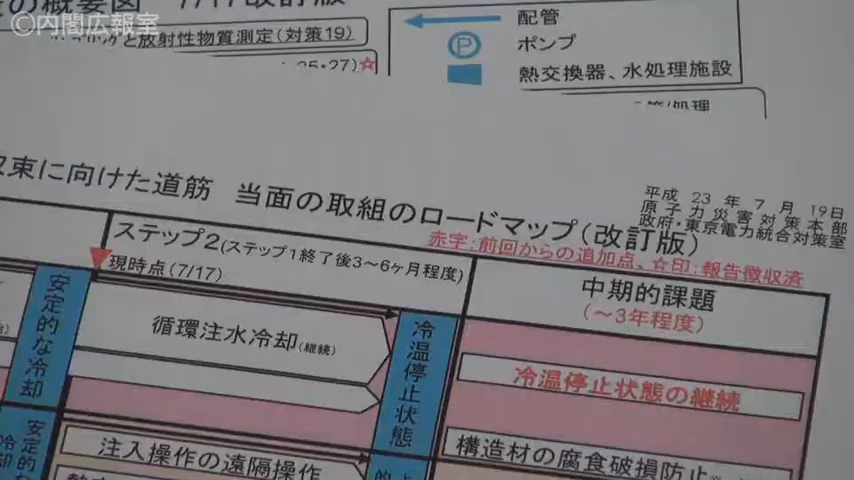 ©内閣広報室
の概要図 7/17改訂版
と放射性物質測定(対策19)
25・27)☆
配管
Ⓟ ポンプ
熱交換器、水処理施設
束に向けた道筋 当面の取組のロードマップ(改訂版)
平成 23 年 7 月 19日
原子力災害対策本部
政府・東京電力統合対策室
赤字:前回からの追加点、☆印:報告徴収済
ステップ2(ステップ1終了後3~6ヶ月程度)
現時点(7/17)
中期的課題
(~3年程度)
安定的な冷却
循環注水冷却(継続)
冷温停止状態
冷温停止状態の継続
安定的な
冷却
注入操作の遠隔操作
構造材の腐食破損防止